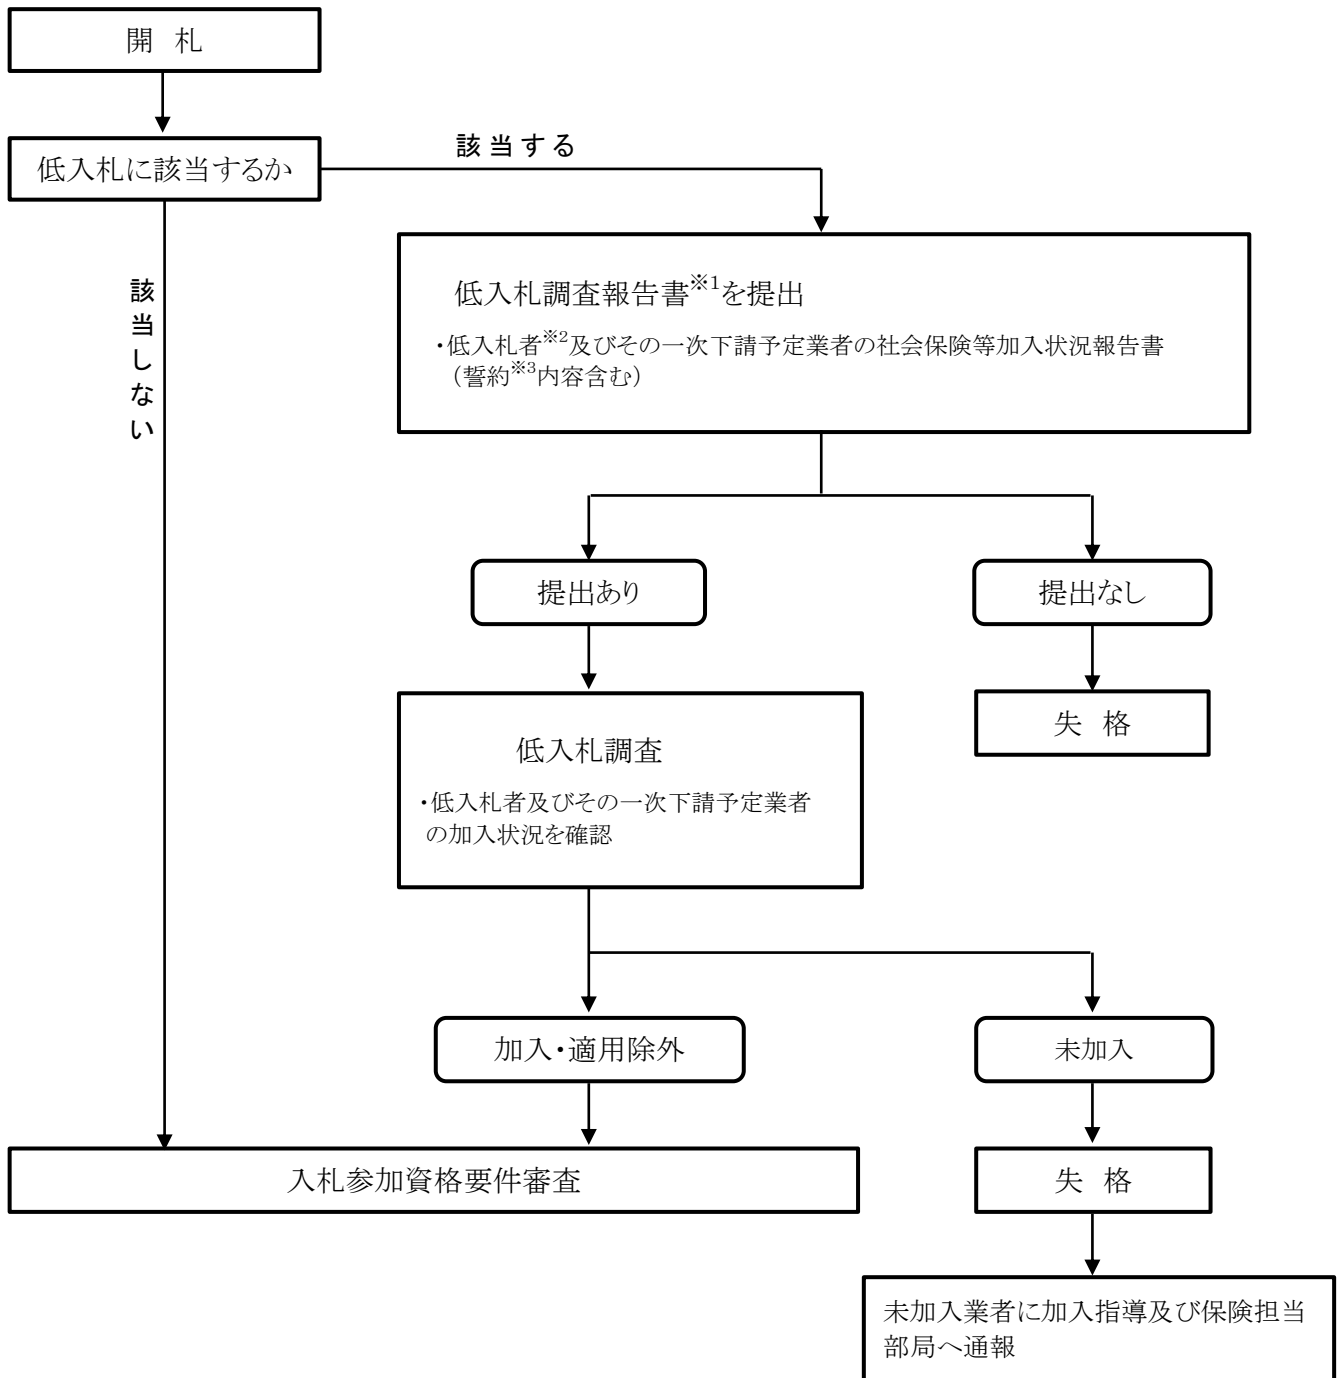 開 札
低入札に該当するか
該当する
該当しない
低入札調査報告書※1を提出
・低入札者※2及びその一次下請予定業者の社会保険等加入状況報告書
（誓約※3内容含む）
提出あり
提出なし
低入札調査
・低入札者及びその一次下請予定業者
の加入状況を確認
失 格
加入・適用除外
未加入
入札参加資格要件審査
失 格
未加入業者に加入指導及び保険担当
部局へ通報